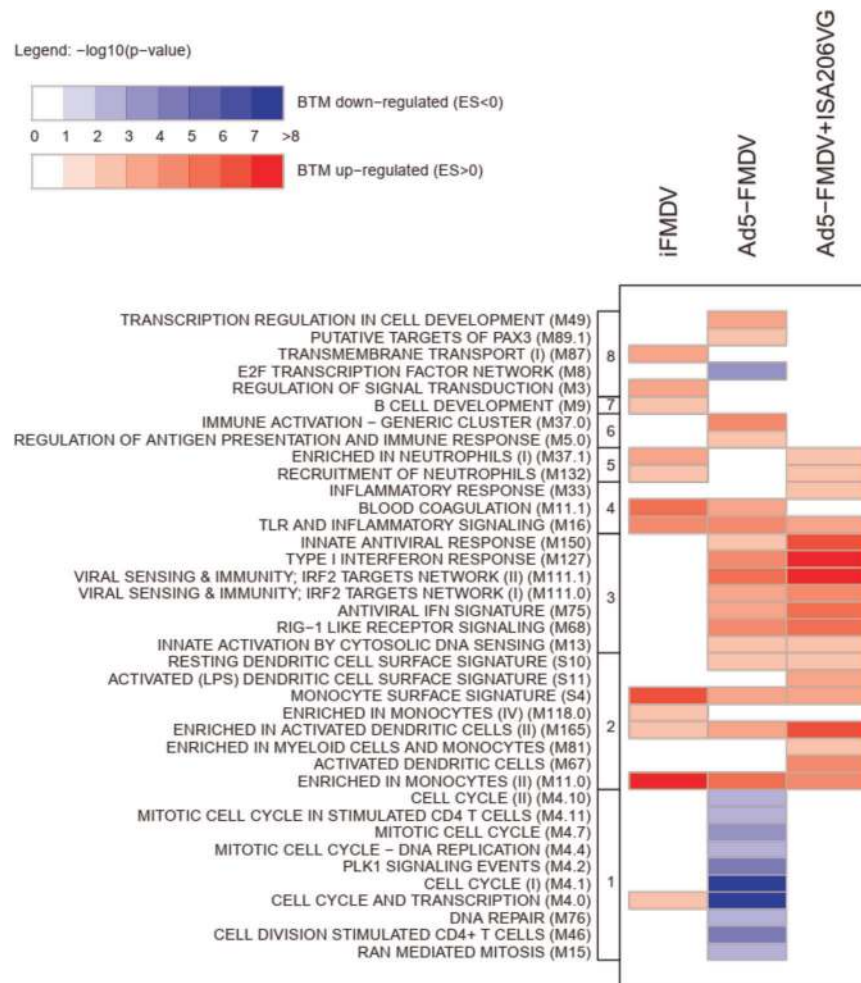 Legend: −log10(p−value)
BTM down−regulated (ES<0)
0 1 2 3 4 5 6 7 >8
BTM up−regulated (ES>0)
iFMDV
Ad5−FMDV
Ad5−FMDV+ISA206VG
TRANSCRIPTION REGULATION IN CELL DEVELOPMENT (M49)
PUTATIVE TARGETS OF PAX3 (M89.1)
TRANSMEMBRANE TRANSPORT (I) (M87)
8
E2F TRANSCRIPTION FACTOR NETWORK (M8)
REGULATION OF SIGNAL TRANSDUCTION (M3)
B CELL DEVELOPMENT (M9) 7
IMMUNE ACTIVATION − GENERIC CLUSTER (M37.0)
6
REGULATION OF ANTIGEN PRESENTATION AND IMMUNE RESPONSE (M5.0)
ENRICHED IN NEUTROPHILS (I) (M37.1)
5
RECRUITMENT OF NEUTROPHILS (M132)
INFLAMMATORY RESPONSE (M33)
BLOOD COAGULATION (M11.1) 4
TLR AND INFLAMMATORY SIGNALING (M16)
INNATE ANTIVIRAL RESPONSE (M150)
TYPE I INTERFERON RESPONSE (M127)
VIRAL SENSING & IMMUNITY; IRF2 TARGETS NETWORK (II) (M111.1)
VIRAL SENSING & IMMUNITY; IRF2 TARGETS NETWORK (I) (M111.0) 3
ANTIVIRAL IFN SIGNATURE (M75)
RIG−1 LIKE RECEPTOR SIGNALING (M68)
INNATE ACTIVATION BY CYTOSOLIC DNA SENSING (M13)
RESTING DENDRITIC CELL SURFACE SIGNATURE (S10)
ACTIVATED (LPS) DENDRITIC CELL SURFACE SIGNATURE (S11)
MONOCYTE SURFACE SIGNATURE (S4)
ENRICHED IN MONOCYTES (IV) (M118.0)
2
ENRICHED IN ACTIVATED DENDRITIC CELLS (II) (M165)
ENRICHED IN MYELOID CELLS AND MONOCYTES (M81)
ACTIVATED DENDRITIC CELLS (M67)
ENRICHED IN MONOCYTES (II) (M11.0)
CELL CYCLE (II) (M4.10)
MITOTIC CELL CYCLE IN STIMULATED CD4 T CELLS (M4.11)
MITOTIC CELL CYCLE (M4.7)
MITOTIC CELL CYCLE − DNA REPLICATION (M4.4)
PLK1 SIGNALING EVENTS (M4.2)
CELL CYCLE (I) (M4.1) 1
CELL CYCLE AND TRANSCRIPTION (M4.0)
DNA REPAIR (M76)
CELL DIVISION STIMULATED CD4+ T CELLS (M46)
RAN MEDIATED MITOSIS (M15)